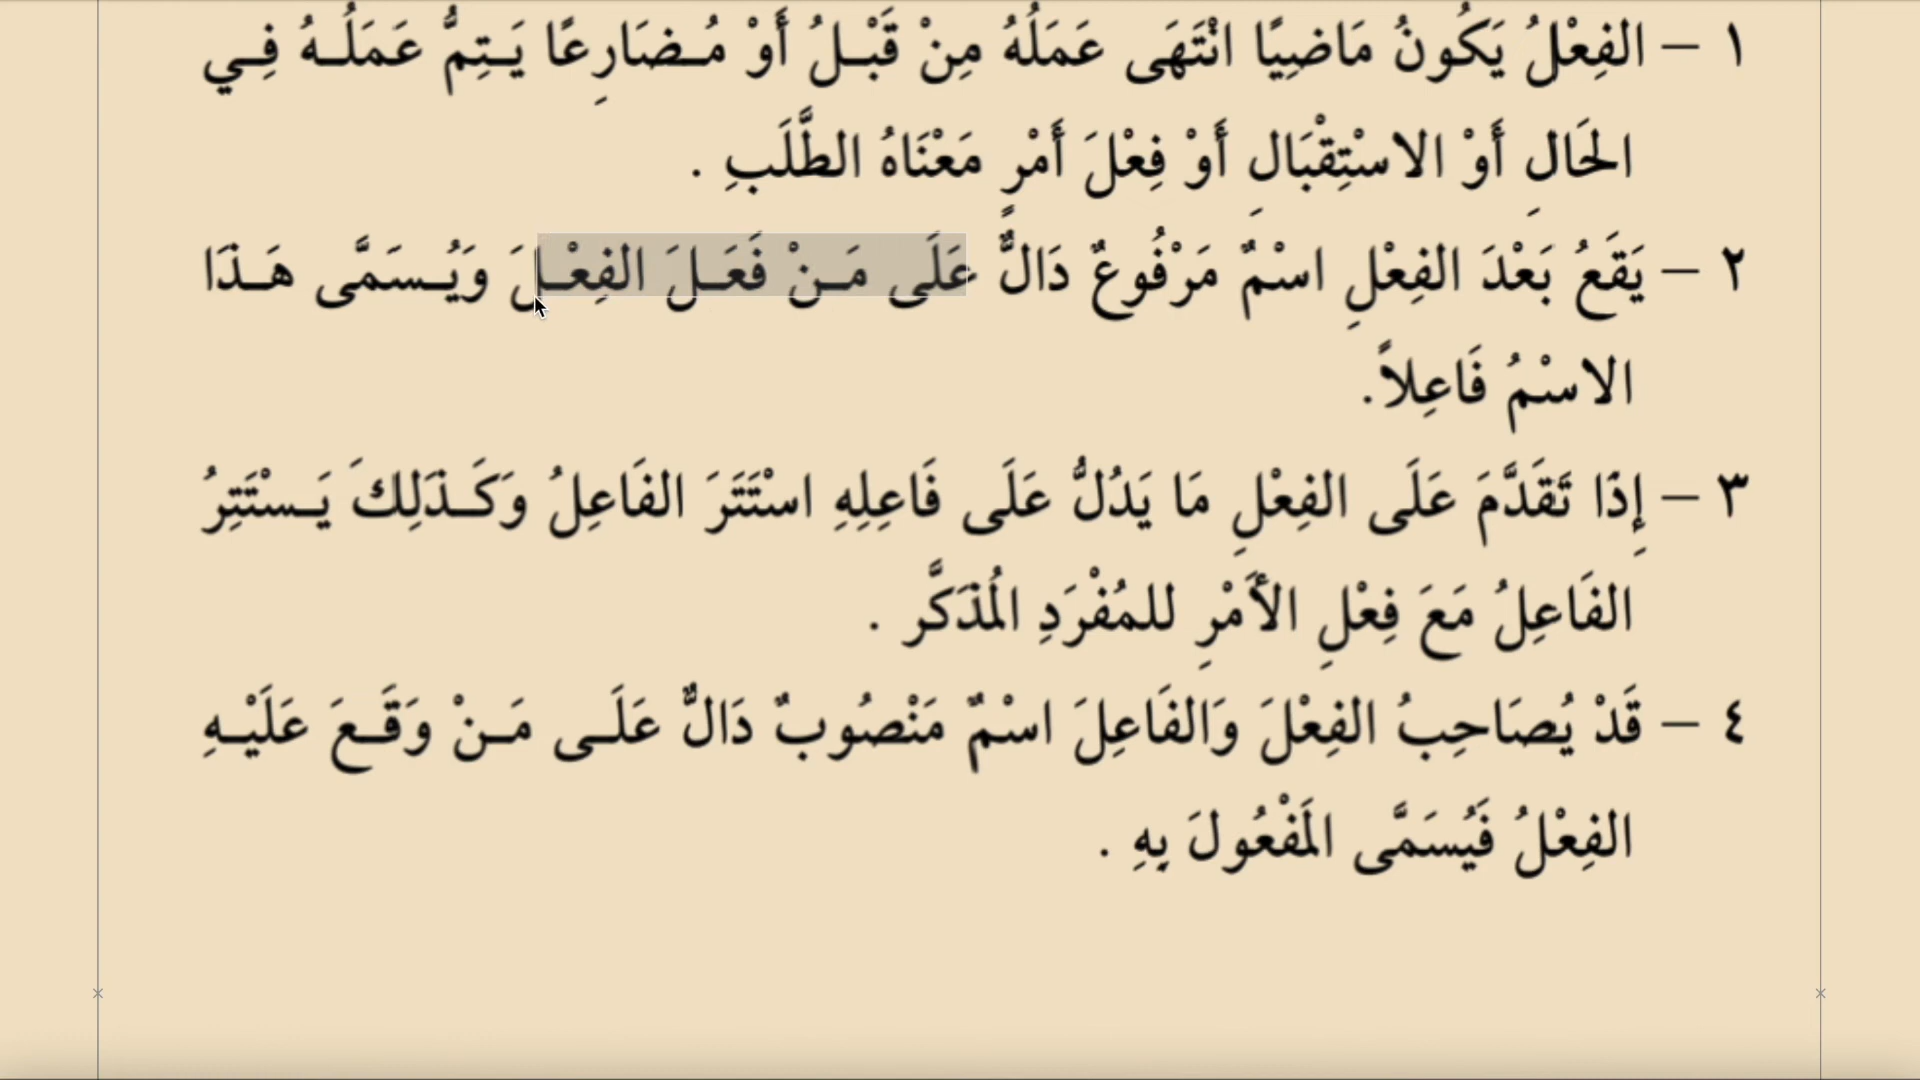 ١ – الفِعْلُ يَكُونُ مَاضِيًا انْتَهَى عَمَلُهُ مِنْ قَبْلُ أَوْ مُضَارِعًا يَتِمُّ عَمَلُهُ فِي
الحَالِ أَوْ الاسْتِقْبَالِ أَوْ فِعْلَ أَمْرٍ مَعْنَاهُ الطَّلَبِ .
٢ – يَقَعُ بَعْدَ الفِعْلِ اسْمٌ مَرْفُوعٌ دَالٌّ عَلَى مَنْ فَعَلَ الفِعْلَ وَيُسَمَّى هَذَا
الاسْمُ فَاعِلاً.
٣ – إِذَا تَقَدَّمَ عَلَى الفِعْلِ مَا يَدُلُّ عَلَى فَاعِلِهِ اسْتَتَرَ الفَاعِلُ وَكَذَلِكَ يَسْتَتِرُ
الفَاعِلُ مَعَ فِعْلِ الأَمْرِ للمُفْرَدِ المُذَكَّر .
٤ – قَدْ يُصَاحِبُ الفِعْلَ وَالفَاعِلَ اسْمٌ مَنْصُوبٌ دَالٌّ عَلَى مَنْ وَقَعَ عَلَيْهِ
الفِعْلُ فَيُسَمَّى المَفْعُولَ بِهِ .